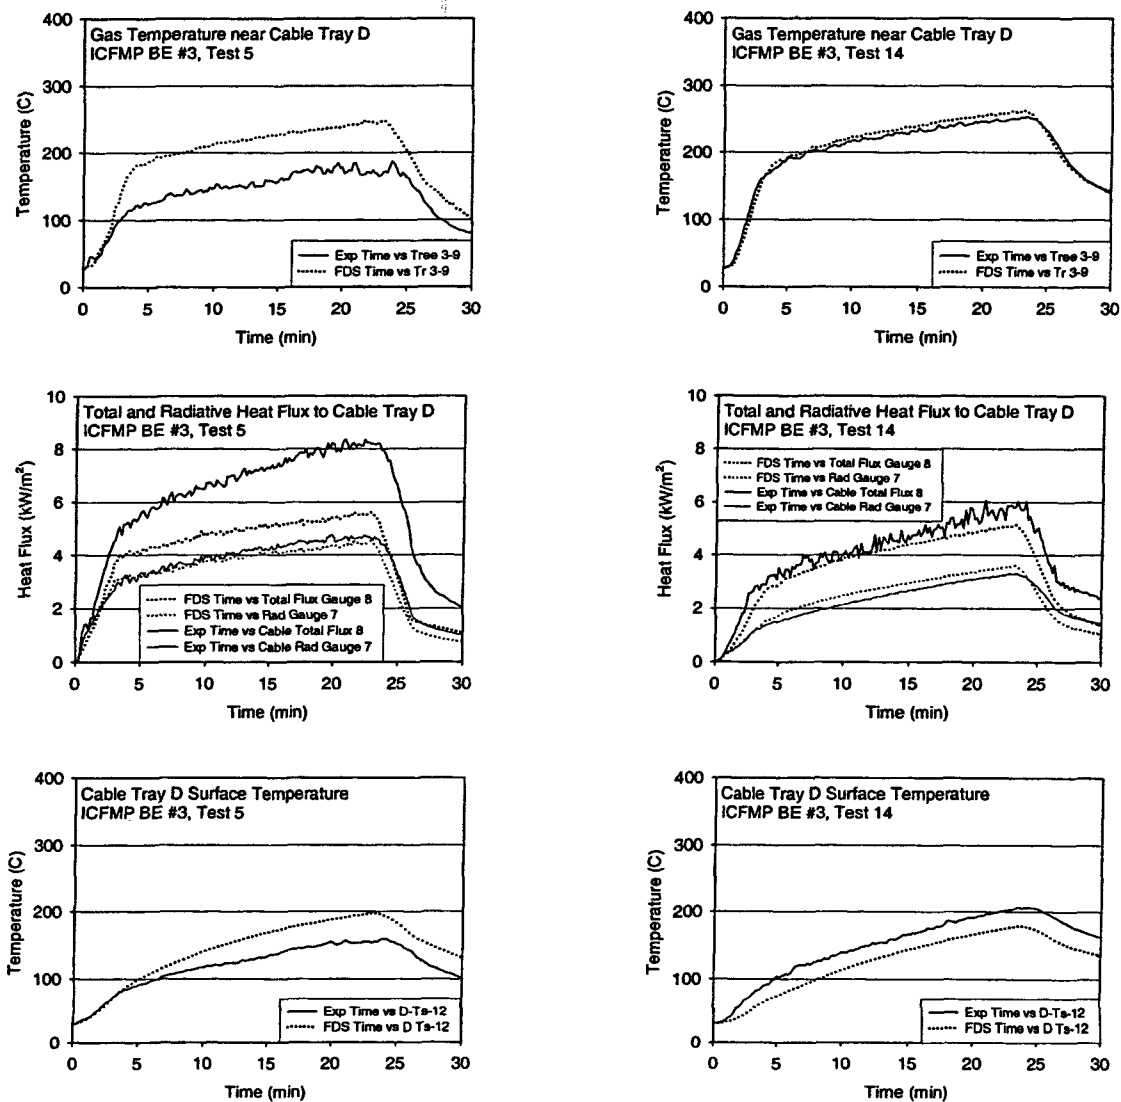 400
300
200
100
0
Temperature (C)
Gas Temperature near Cable Tray D
ICFMP BE #3, Test 5
Exp Time vs Tree 3-9
FDS Time vs Tr 3-9
0 5 10 15 20 25 30
Time (min)
400
300
200
100
0
Temperature (C)
Gas Temperature near Cable Tray D
ICFMP BE #3, Test 14
Exp Time vs Tree 3-9
FDS Time vs Tr 3-9
0 5 10 15 20 25 30
Time (min)
10
8
6
4
2
0
Heat Flux (kW/m²)
Total and Radiative Heat Flux to Cable Tray D
ICFMP BE #3, Test 5
FDS Time vs Total Flux Gauge 8
FDS Time vs Rad Gauge 7
Exp Time vs Cable Total Flux 8
Exp Time vs Cable Rad Gauge 7
0 5 10 15 20 25 30
Time (min)
10
8
6
4
2
0
Heat Flux (kW/m²)
Total and Radiative Heat Flux to Cable Tray D
ICFMP BE #3, Test 14
FDS Time vs Total Flux Gauge 8
FDS Time vs Rad Gauge 7
Exp Time vs Cable Total Flux 8
Exp Time vs Cable Rad Gauge 7
0 5 10 15 20 25 30
Time (min)
400
300
200
100
0
Temperature (C)
Cable Tray D Surface Temperature
ICFMP BE #3, Test 5
Exp Time vs D-Ts-12
FDS Time vs D Ts-12
0 5 10 15 20 25 30
Time (min)
400
300
200
100
0
Temperature (C)
Cable Tray D Surface Temperature
ICFMP BE #3, Test 14
Exp Time vs D-Ts-12
FDS Time vs D Ts-12
0 5 10 15 20 25 30
Time (min)